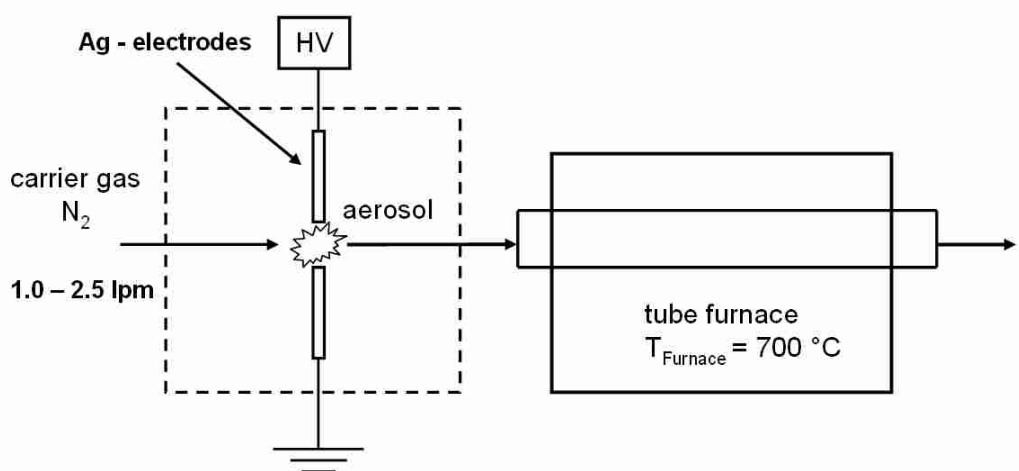 Ag - electrodes
HV
carrier gas
N2
1.0 – 2.5 lpm
aerosol
tube furnace
TFurnace = 700 °C